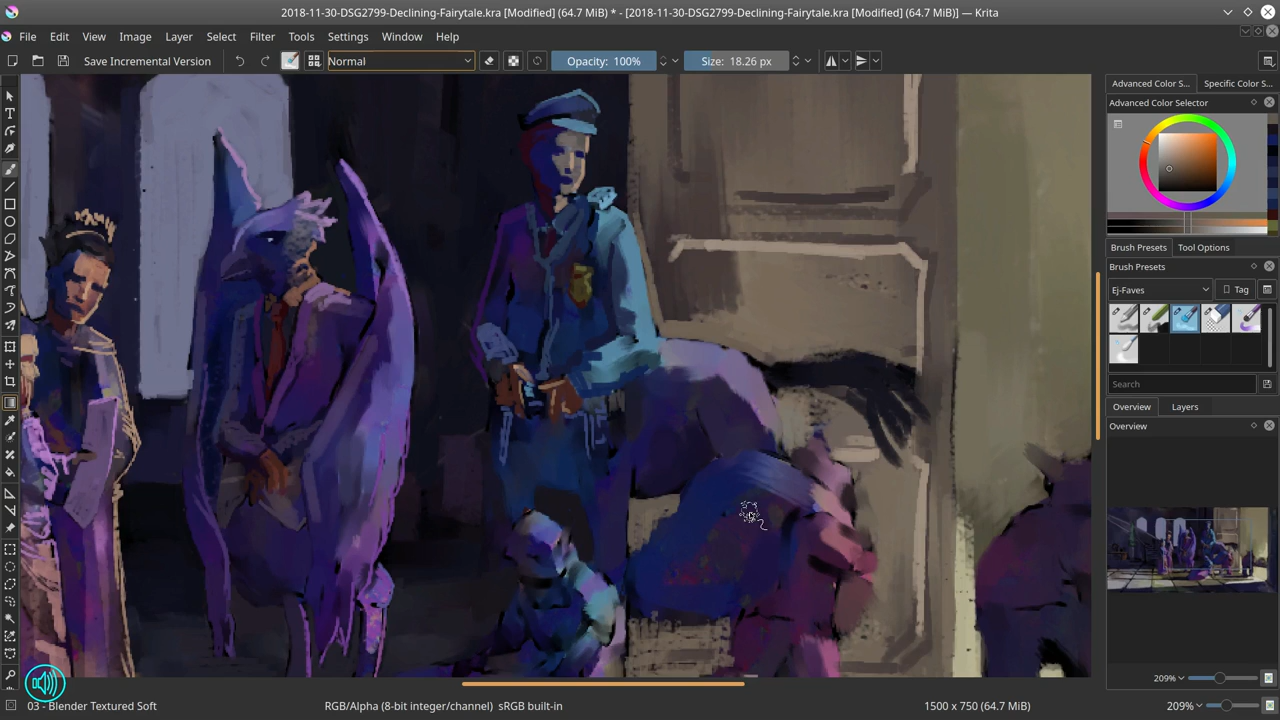 2018-11-30-DSG2799-Declining-Fairytale.kra [Modified] (64.7 MiB) * - [2018-11-30-DSG2799-Declining-Fairytale.kra [Modified] (64.7 MiB)] — Krita
File Edit View Image Layer Select Filter Tools Settings Window Help
Save Incremental Version Normal Opacity: 100% Size: 18.26 px
Advanced Color S... Specific Color S...
Advanced Color Selector
Brush Presets Tool Options
Brush Presets
Ej-Faves Tag
Search
Overview Layers
Overview
209%
03 - Blender Textured Soft RGB/Alpha (8-bit integer/channel) sRGB built-in 1500 x 750 (64.7 MiB) 209%